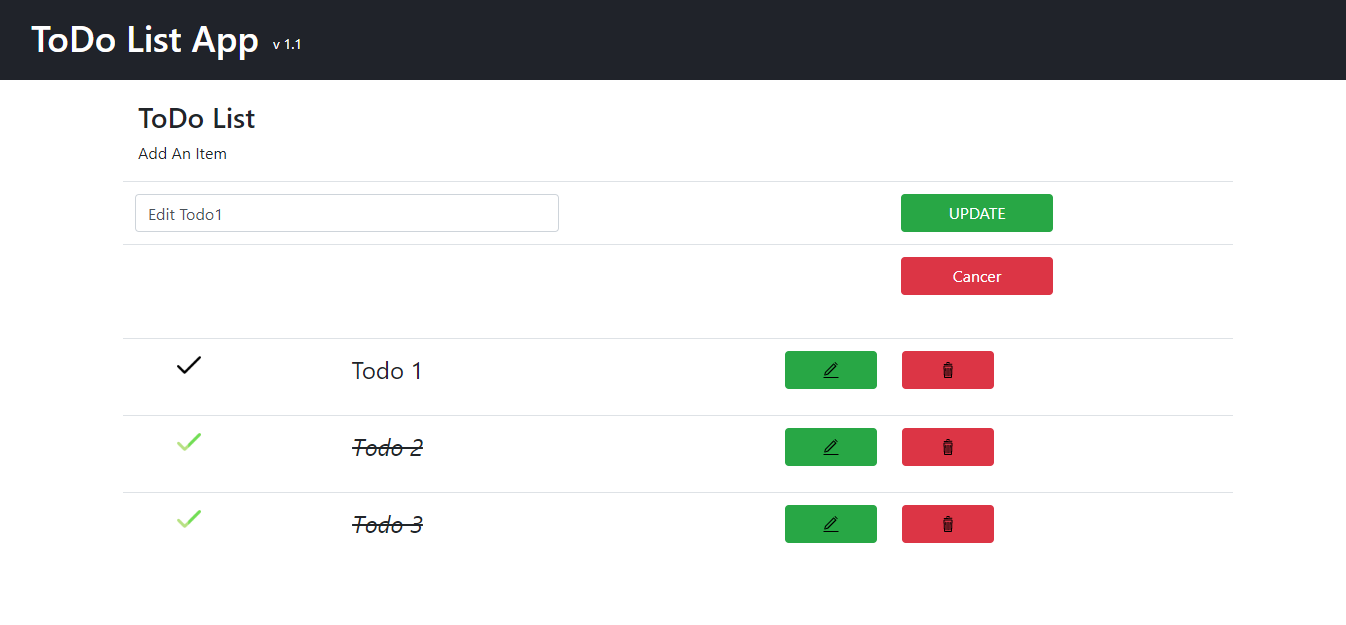 ToDo List App v 1.1
ToDo List
Add An Item
Edit Todo1
UPDATE
Cancer
Todo 1
Todo 2
Todo 3